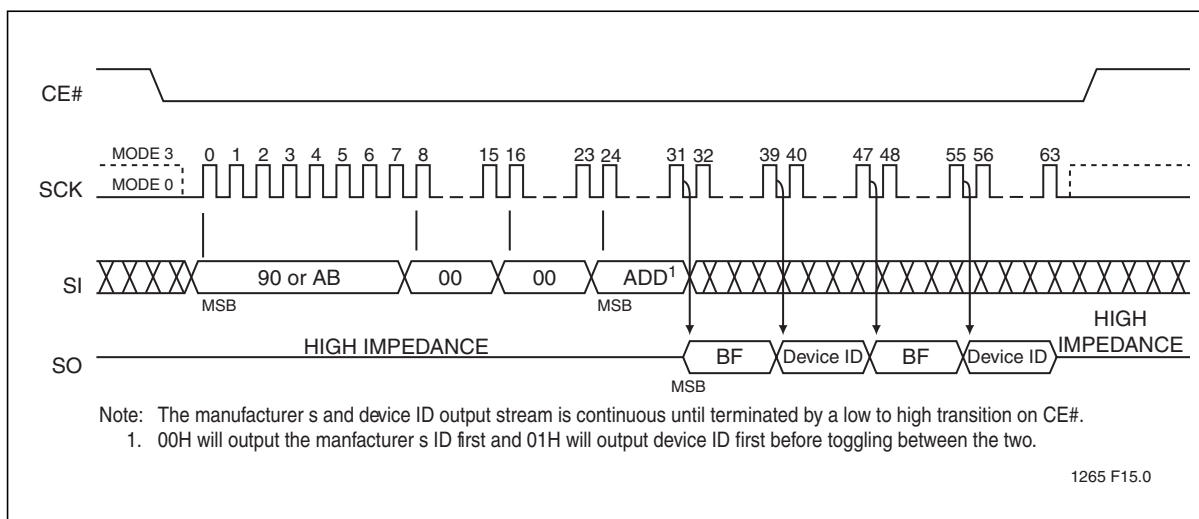 CE#
MODE 3
0 1 2 3 4 5 6 7 8 15 16 23 24 31 32 39 40 47 48 55 56 63
SCK
MODE 0
SI
90 or AB 00 00 ADD1
MSB MSB
HIGH IMPEDANCE
HIGH
IMPEDANCE
SO
BF Device ID BF Device ID
MSB
Note: The manufacturer s and device ID output stream is continuous until terminated by a low to high transition on CE#.
1. 00H will output the manfacturer s ID first and 01H will output device ID first before toggling between the two.
1265 F15.0